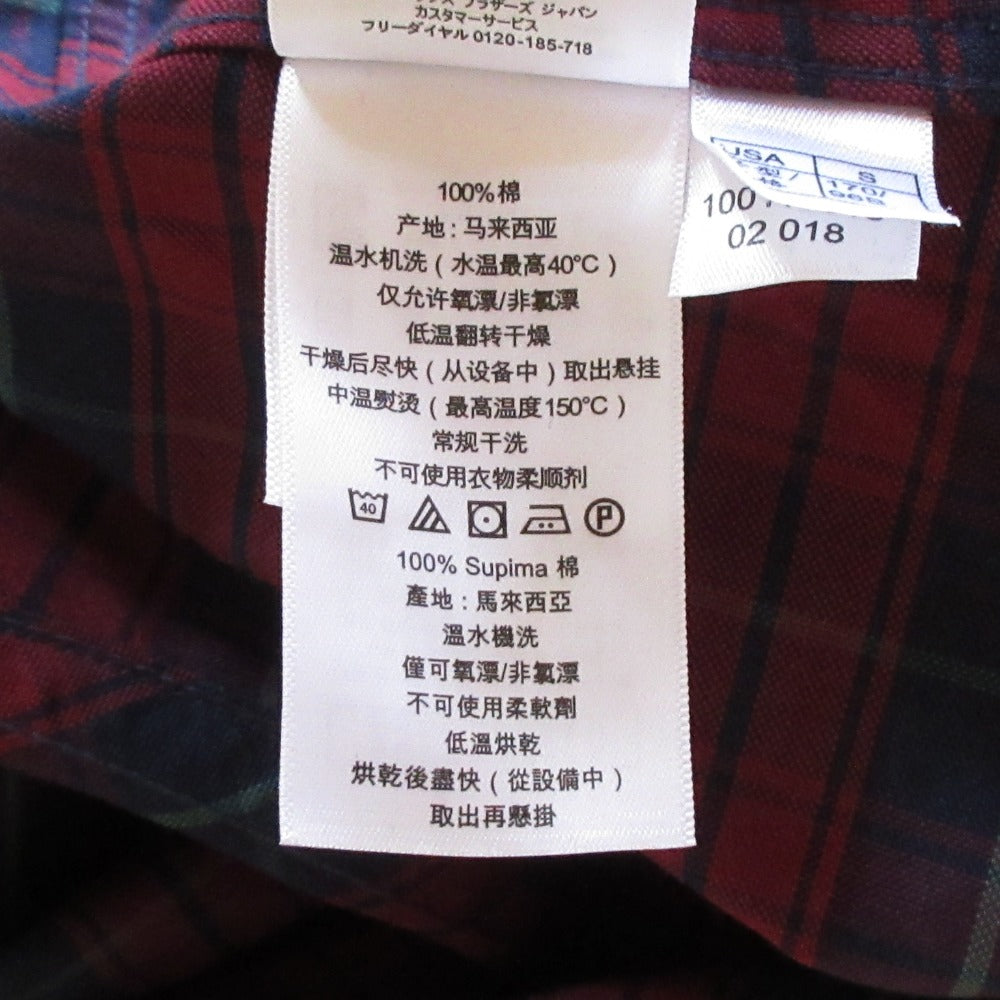 ブラザーズ ジャパン
カスタマーサービス
フリーダイヤル 0120-185-718
100%棉
产地 : 马来西亚
温水机洗 ( 水温最高40°C )
仅允许氧漂/非氯漂
低温翻转干燥
干燥后尽快 ( 从设备中 ) 取出悬挂
中温熨烫 ( 最高温度150°C )
常规干洗
不可使用衣物柔顺剂
40
P
100% Supima 棉
產地 : 馬來西亞
溫水機洗
僅可氧漂/非氯漂
不可使用柔軟劑
低溫烘乾
烘乾後盡快 ( 從設備中 )
取出再懸掛
USA S
型/ 170/
格 96S
100
02 018